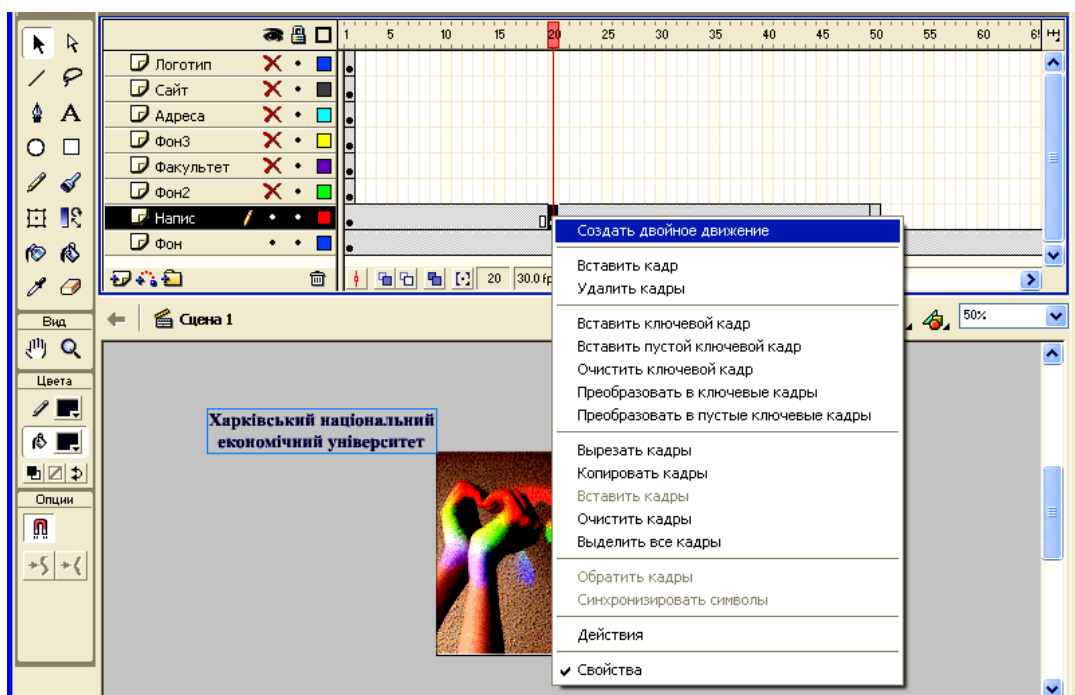 1 5 10 15 20 25 30 35 40 45 50 55 60
Логотип
Сайт
Адреса
Фон3
Факультет
Фон2
Напис
Фон
20 30.0 fp
Вид
Цвета
Опции
Сцена 1
50%
Харківський національний
економічний університет
Создать двойное движение
Вставить кадр
Удалить кадры
Вставить ключевой кадр
Вставить пустой ключевой кадр
Очистить ключевой кадр
Преобразовать в ключевые кадры
Преобразовать в пустые ключевые кадры
Вырезать кадры
Копировать кадры
Вставить кадры
Очистить кадры
Выделить все кадры
Обратить кадры
Синхронизировать символы
Действия
Свойства